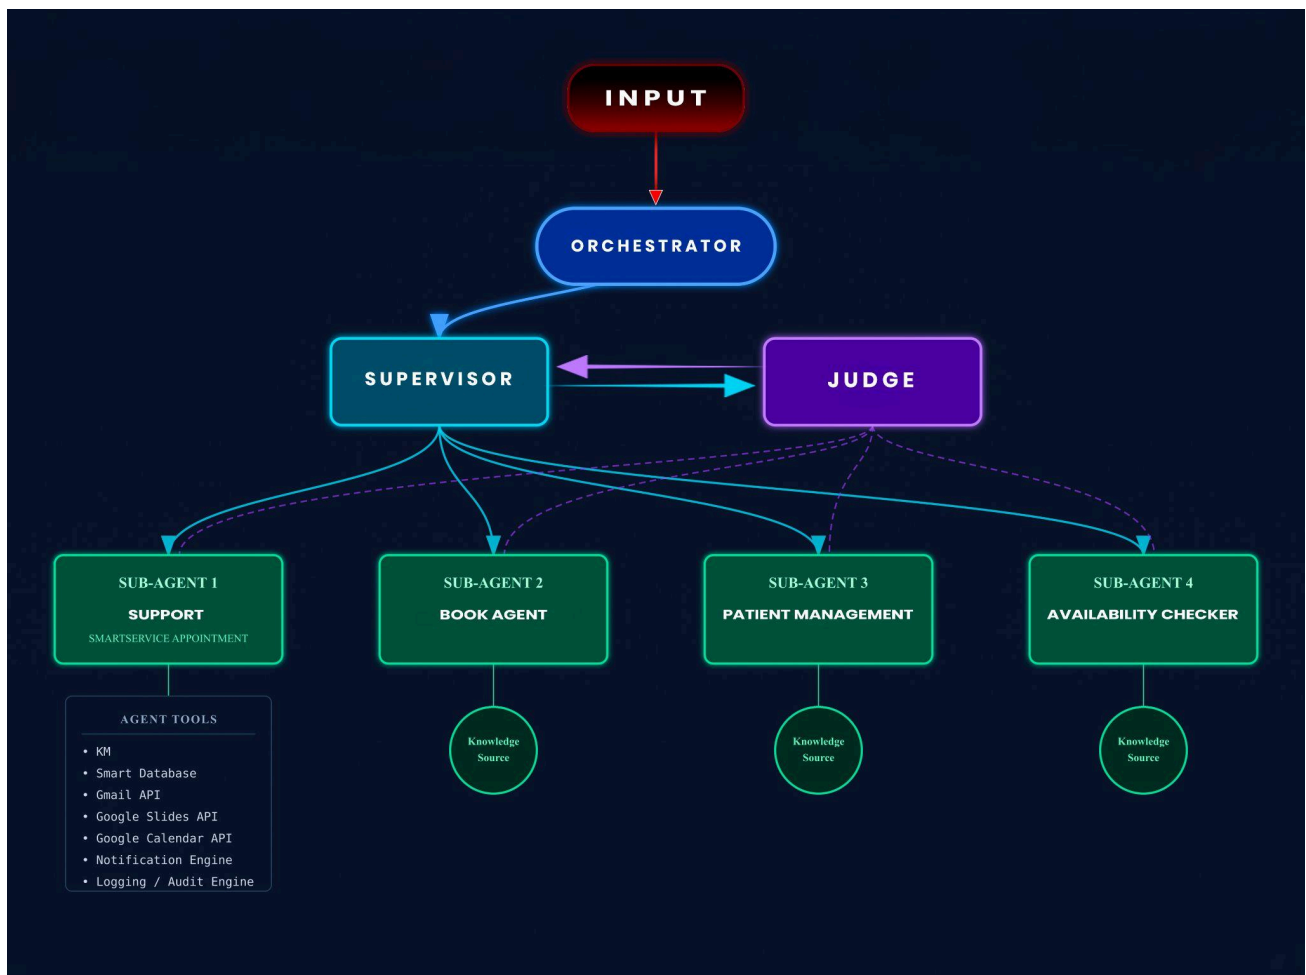 INPUT
ORCHESTRATOR
SUPERVISOR
JUDGE
SUB-AGENT 1
SUPPORT
SMARTSERVICE APPOINTMENT
SUB-AGENT 2
BOOK AGENT
SUB-AGENT 3
PATIENT MANAGEMENT
SUB-AGENT 4
AVAILABILITY CHECKER
AGENT TOOLS
• KM
• Smart Database
• Gmail API
• Google Slides API
• Google Calendar API
• Notification Engine
• Logging / Audit Engine
Knowledge
Source
Knowledge
Source
Knowledge
Source